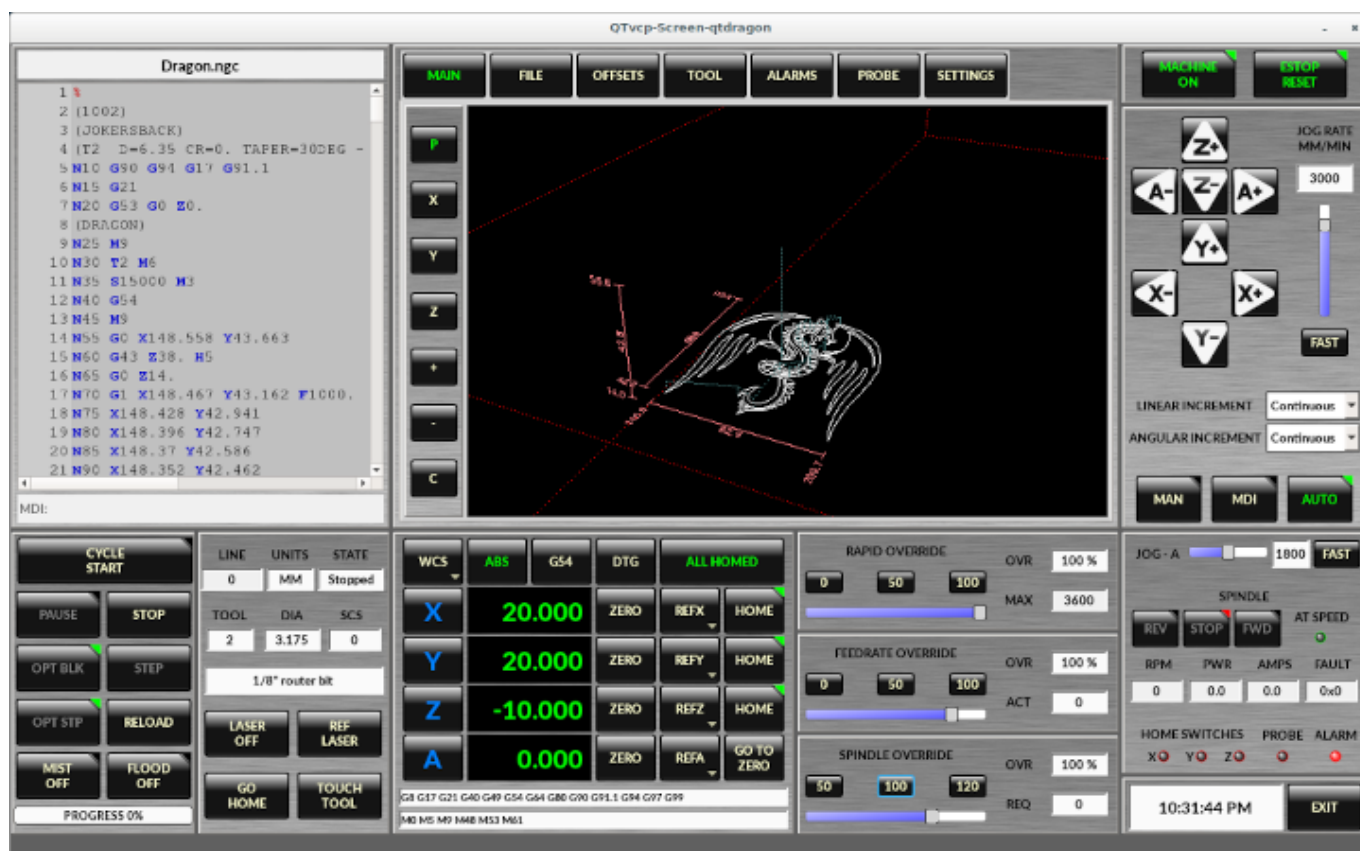 QTvcp-Screen-qtdragon
Dragon.ngc
1 %
2 (1002)
3 (JOKERSBACK)
4 (T2 D=6.35 CR=0. TAPER=30DEG -
5 N10 G90 G94 G17 G91.1
6 N15 G21
7 N20 G53 G0 Z0.
8 (DRAGON)
9 N25 M9
10 N30 T2 M6
11 N35 S15000 M3
12 N40 G54
13 N45 M9
14 N55 G0 X148.558 Y43.663
15 N60 G43 Z38. H5
16 N65 G0 Z14.
17 N70 G1 X148.467 Y43.162 F1000.
18 N75 X148.428 Y42.941
19 N80 X148.396 Y42.747
20 N85 X148.37 Y42.586
21 N90 X148.352 Y42.462
MDI:
MAIN FILE OFFSETS TOOL ALARMS PROBE SETTINGS
P
X
Y
Z
+
-
C
MACHINE ON
ESTOP RESET
JOG RATE
MM/MIN
3000
Z+
A- Z- A+
Y+
X- X+
Y-
FAST
LINEAR INCREMENT Continuous
ANGULAR INCREMENT Continuous
MAN MDI AUTO
CYCLE
START
PAUSE STOP
OPT BLK STEP
OPT STP RELOAD
MIST OFF
FLOOD OFF
PROGRESS 0%
LINE UNITS STATE
0 MM Stopped
TOOL DIA SCS
2 3.175 0
1/8" router bit
LASER OFF
REF LASER
GO HOME
TOUCH TOOL
WCS ABS G54 DTG ALL HOMED
X 20.000 ZERO REFX HOME
Y 20.000 ZERO REFY HOME
Z -10.000 ZERO REFZ HOME
A 0.000 ZERO REFA GO TO ZERO
G8 G17 G21 G40 G49 G54 G64 G80 G90 G91.1 G94 G97 G99
M0 M5 M9 M48 M53 M61
RAPID OVERRIDE OVR 100 %
0 50 100
MAX 3600
FEEDRATE OVERRIDE OVR 100 %
0 50 100
ACT 0
SPINDLE OVERRIDE OVR 100 %
50 100 120
REQ 0
JOG - A 1800 FAST
SPINDLE
REV STOP FWD AT SPEED
RPM PWR AMPS FAULT
0 0.0 0.0 0x0
HOME SWITCHES PROBE ALARM
X Y Z
10:31:44 PM EXIT